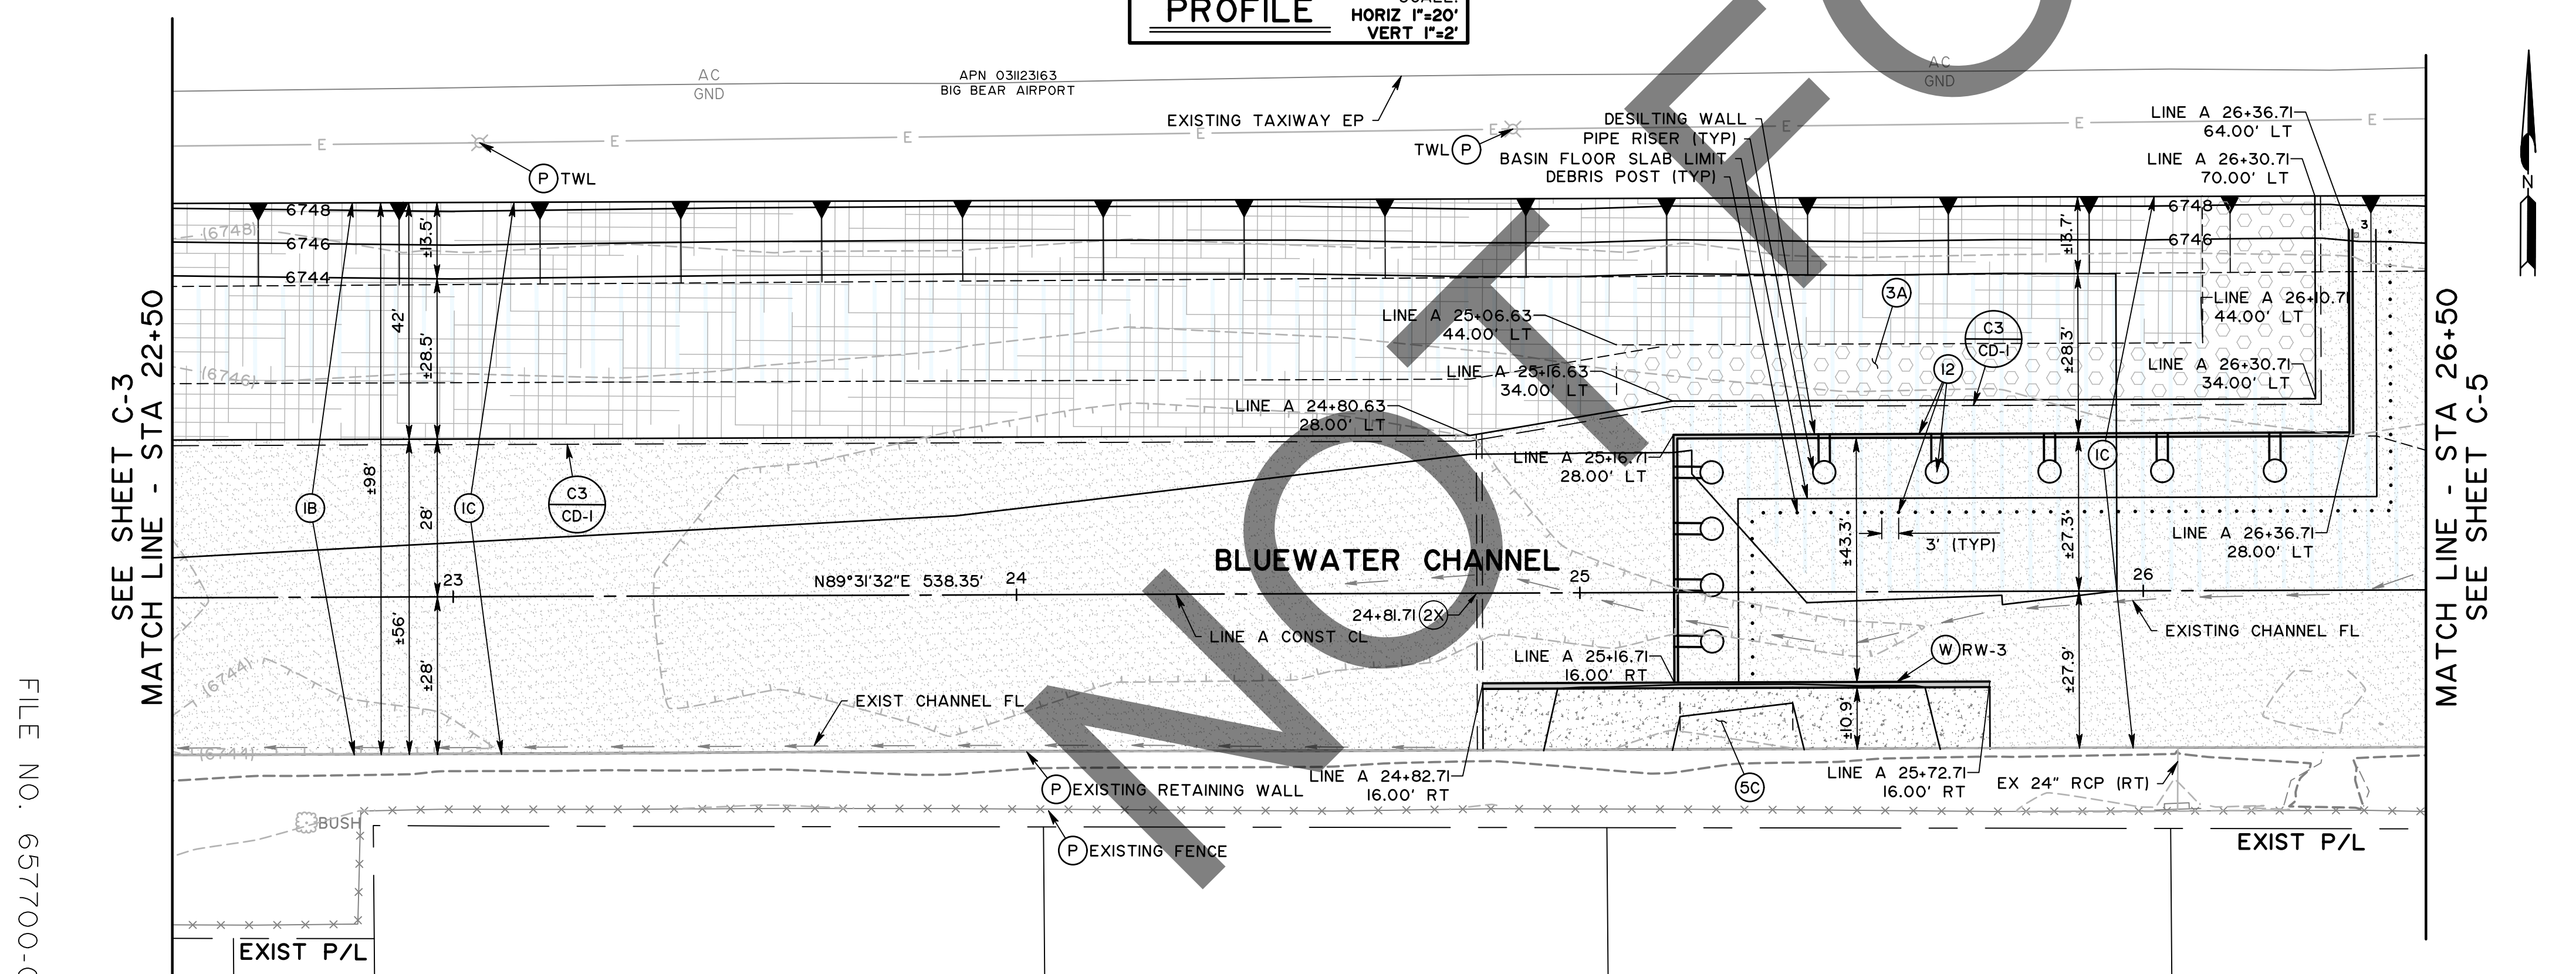 PROFILE
HORIZ 1"=20'
VERT 1"=2'
AC
GND
APN 031123163
BIG BEAR AIRPORT
EXISTING TAXIWAY EP
AC
GND
E
E
E
E
E
E
E
E
P TWL
TWL P
DESILTING WALL
PIPE RISER (TYP)
BASIN FLOOR SLAB LIMIT
DEBRIS POST (TYP)
LINE A 26+36.71
64.00' LT
LINE A 26+30.71
70.00' LT
N
6748
(6748)
6746
6744
(6746)
±13.5'
42'
±28.5'
6748
6746
±13.7'
3
3A
C3
CD-1
12
LINE A 26+10.71
44.00' LT
LINE A 25+06.63
44.00' LT
LINE A 25+16.63
34.00' LT
±28.3'
LINE A 26+30.71
34.00' LT
LINE A 24+80.63
28.00' LT
LINE A 25+16.71
28.00' LT
1C
SEE SHEET C-3
MATCH LINE - STA 22+50
MATCH LINE - STA 26+50
SEE SHEET C-5
±98'
1B
1C
C3
CD-1
28'
±43.3'
3' (TYP)
±27.3'
LINE A 26+36.71
28.00' LT
BLUEWATER CHANNEL
23
N89°31'32"E 538.35'
24
25
26
24+81.71 2X
LINE A CONST CL
EXISTING CHANNEL FL
±56'
±28'
(6744)
LINE A 25+16.71
16.00' RT
W RW-3
±27.9'
EXIST CHANNEL FL
±10.9'
(6744)
P EXISTING RETAINING WALL
LINE A 24+82.71
16.00' RT
5C
LINE A 25+72.71
16.00' RT
EX 24" RCP (RT)
BUSH
P EXISTING FENCE
EXIST P/L
EXIST P/L
FILE NO. 657700-
NOT FO